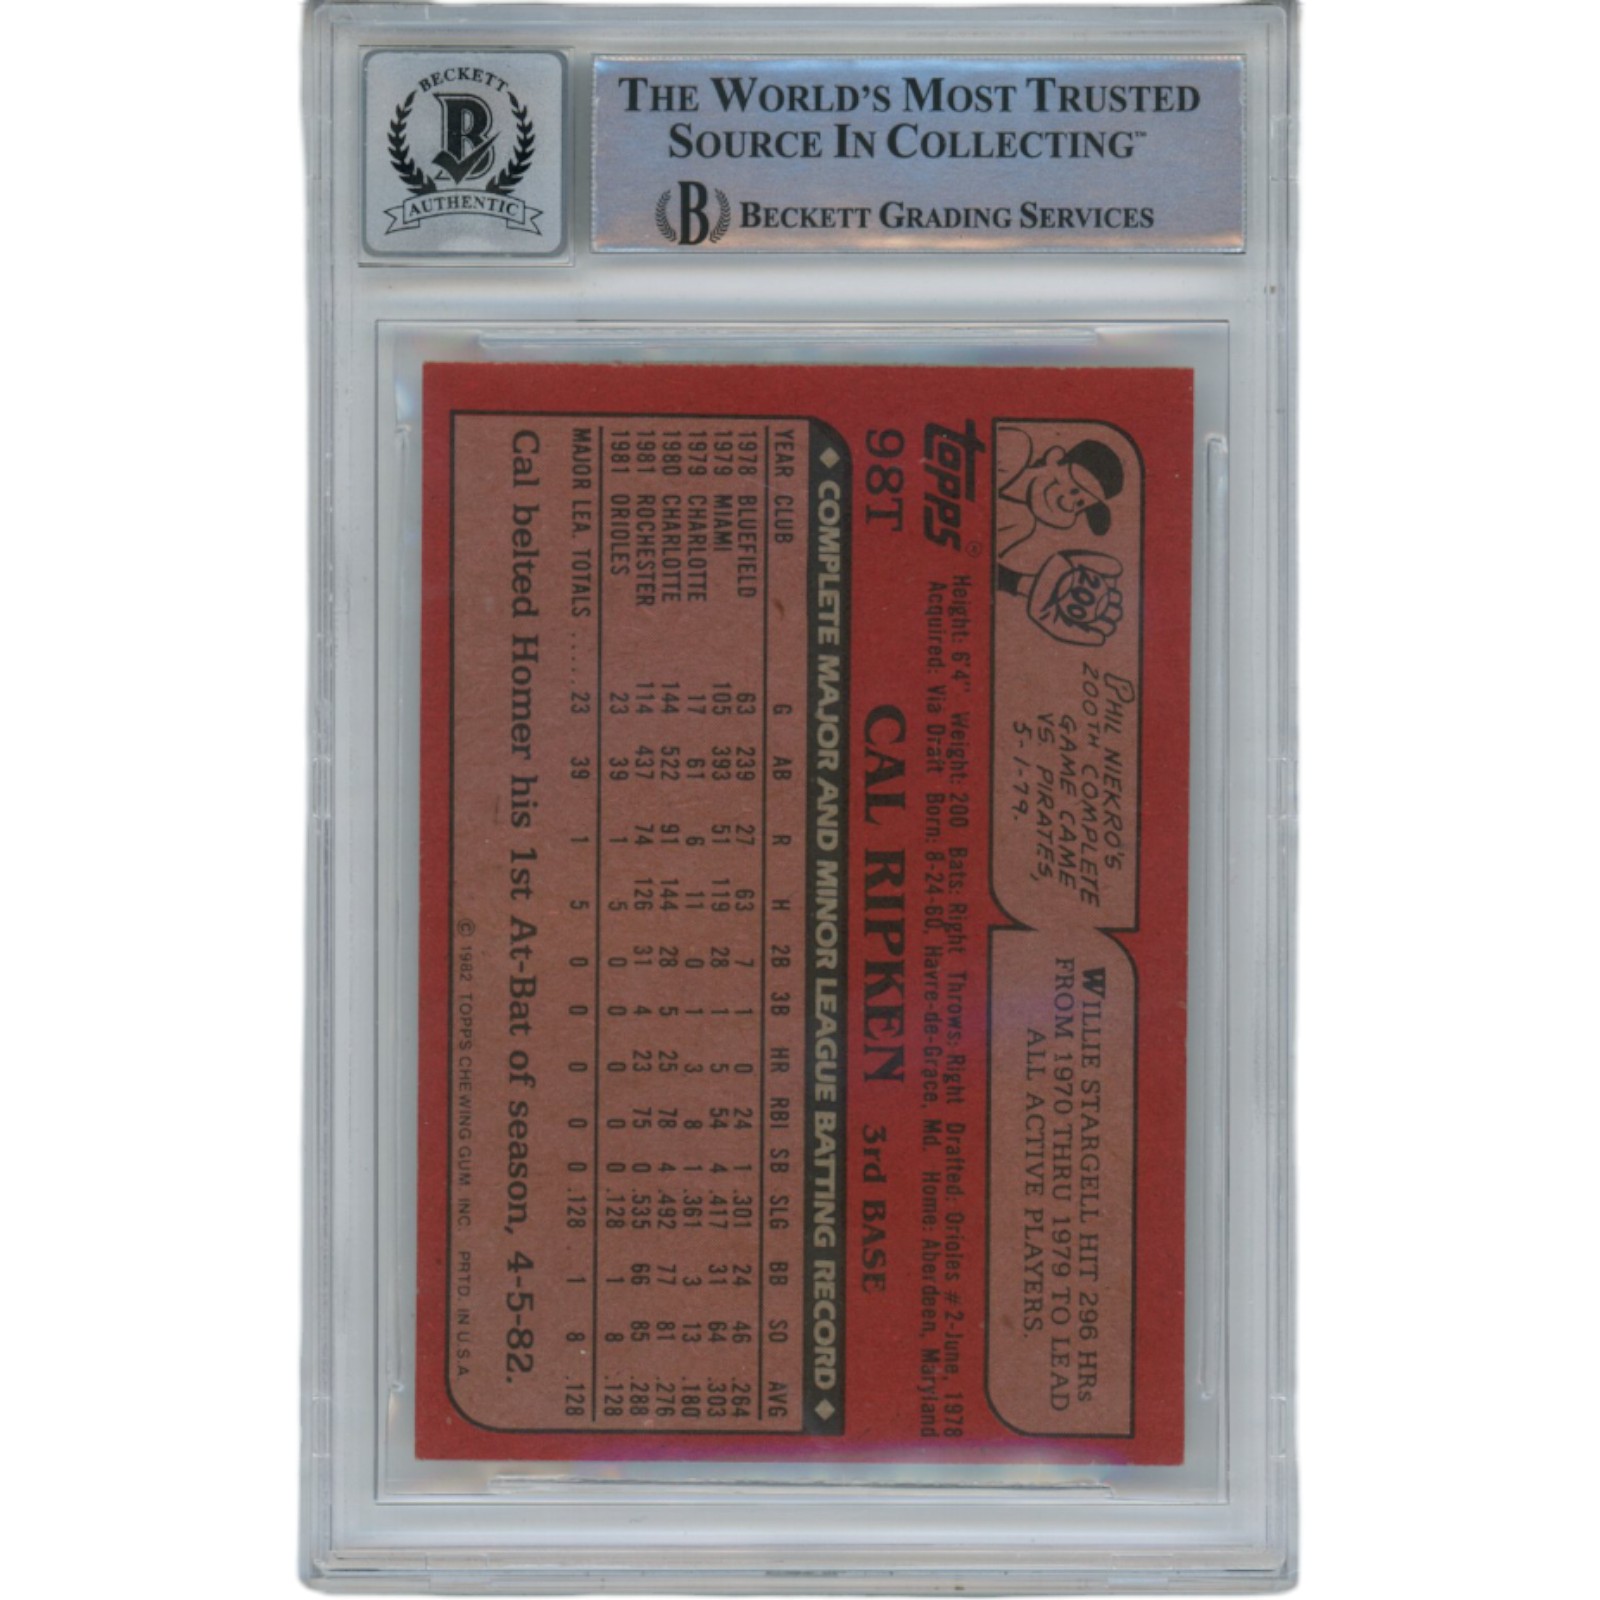 BECKETT
B
AUTHENTIC
THE WORLD'S MOST TRUSTED
SOURCE IN COLLECTING™
B BECKETT GRADING SERVICES
200
PHIL NIEKRO'S
200TH COMPLETE
GAME CAME
VS. PIRATES,
5-1-79.
WILLIE STARGELL HIT 296 HRs
FROM 1970 THRU 1979 TO LEAD
ALL ACTIVE PLAYERS.
topps®
Height: 6'4" Weight: 200 Bats: Right Throws: Right Drafted: Orioles #2-June, 1978
Acquired: Via Draft Born: 8-24-60, Havre-de-Grace, Md. Home: Aberdeen, Maryland
98T CAL RIPKEN 3rd BASE
◆ COMPLETE MAJOR AND MINOR LEAGUE BATTING RECORD ◆
YEAR CLUB G AB R H 2B 3B HR RBI SB SLG BB SO AVG
1978 BLUEFIELD 63 239 27 63 7 1 0 24 1 .301 24 46 .264
1979 MIAMI 105 393 51 119 28 1 5 54 4 .417 31 64 .303
1979 CHARLOTTE 17 61 6 11 0 1 3 8 1 .361 3 13 .180
1980 CHARLOTTE 144 522 91 144 28 5 25 78 4 .492 77 81 .276
1981 ROCHESTER 114 437 74 126 31 4 23 75 0 .535 66 85 .288
1981 ORIOLES 23 39 1 5 0 0 0 0 0 .128 1 8 .128
MAJOR LEA. TOTALS ..... 23 39 1 5 0 0 0 0 0 .128 1 8 .128
Cal belted Homer his 1st At-Bat of season, 4-5-82.
© 1982 TOPPS CHEWING GUM, INC. PRTD. IN U.S.A.